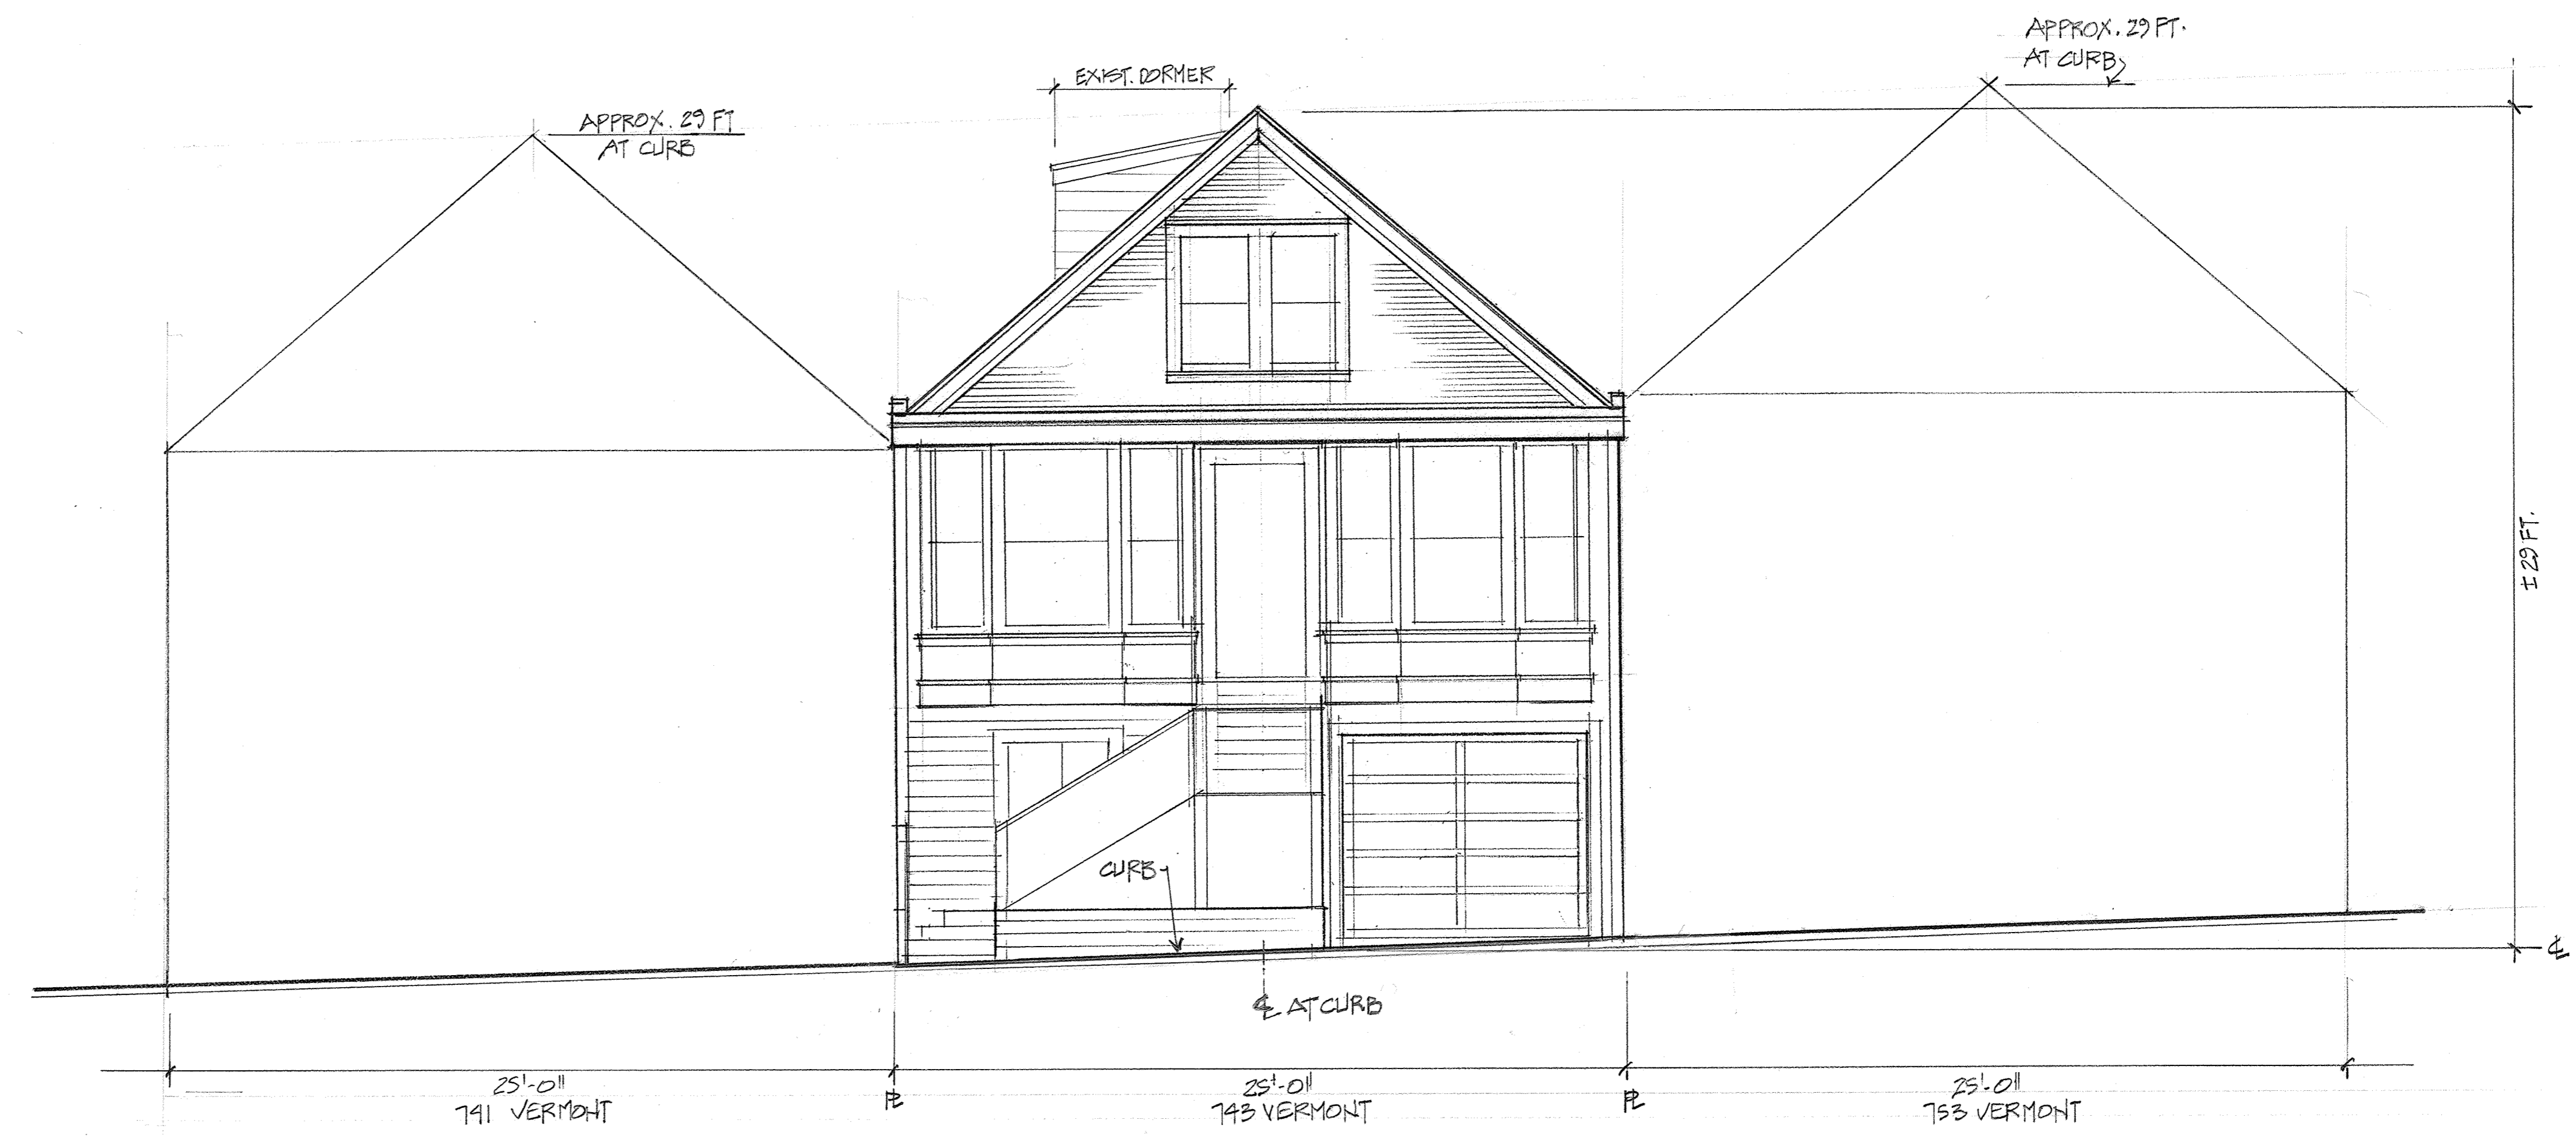 APPROX. 29 FT.
AT CURB
EXIST. DORMER
APPROX. 29 FT
AT CURB
± 29 FT.
CURB
℄
℄ AT CURB
25'-0"
25'-0"
25'-0"
741 VERMONT
PL
743 VERMONT
PL
753 VERMONT